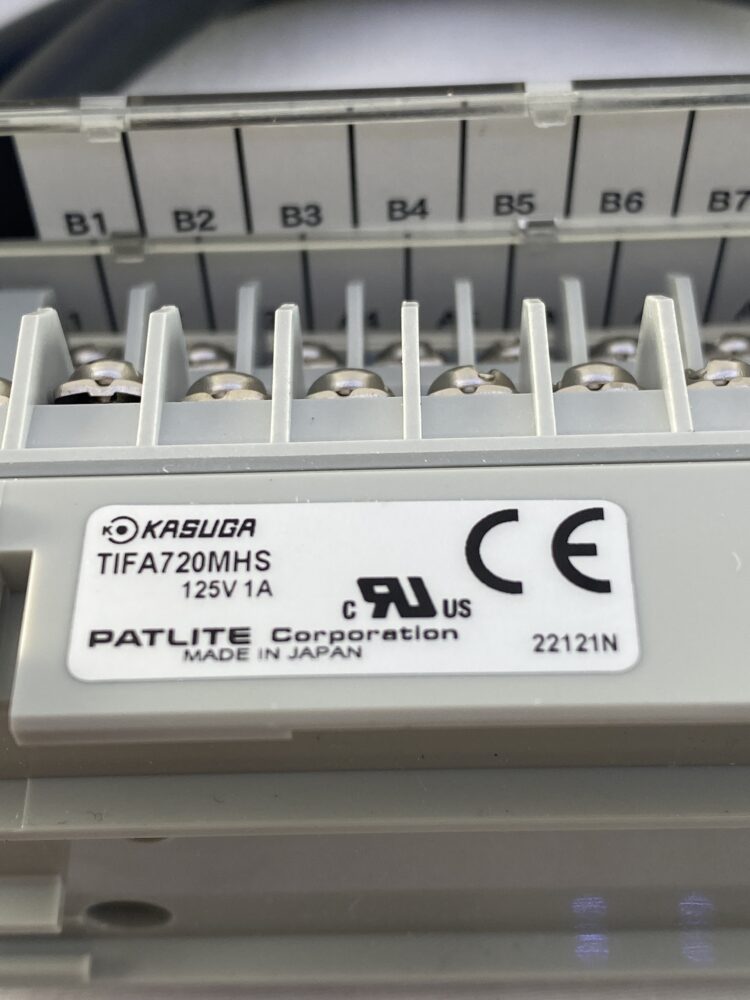 B1 B2 B3 B4 B5 B6 B7
KASUGA
TIFA720MHS
125V 1A
C RU US
CE
PATLITE Corporation
MADE IN JAPAN
22121N